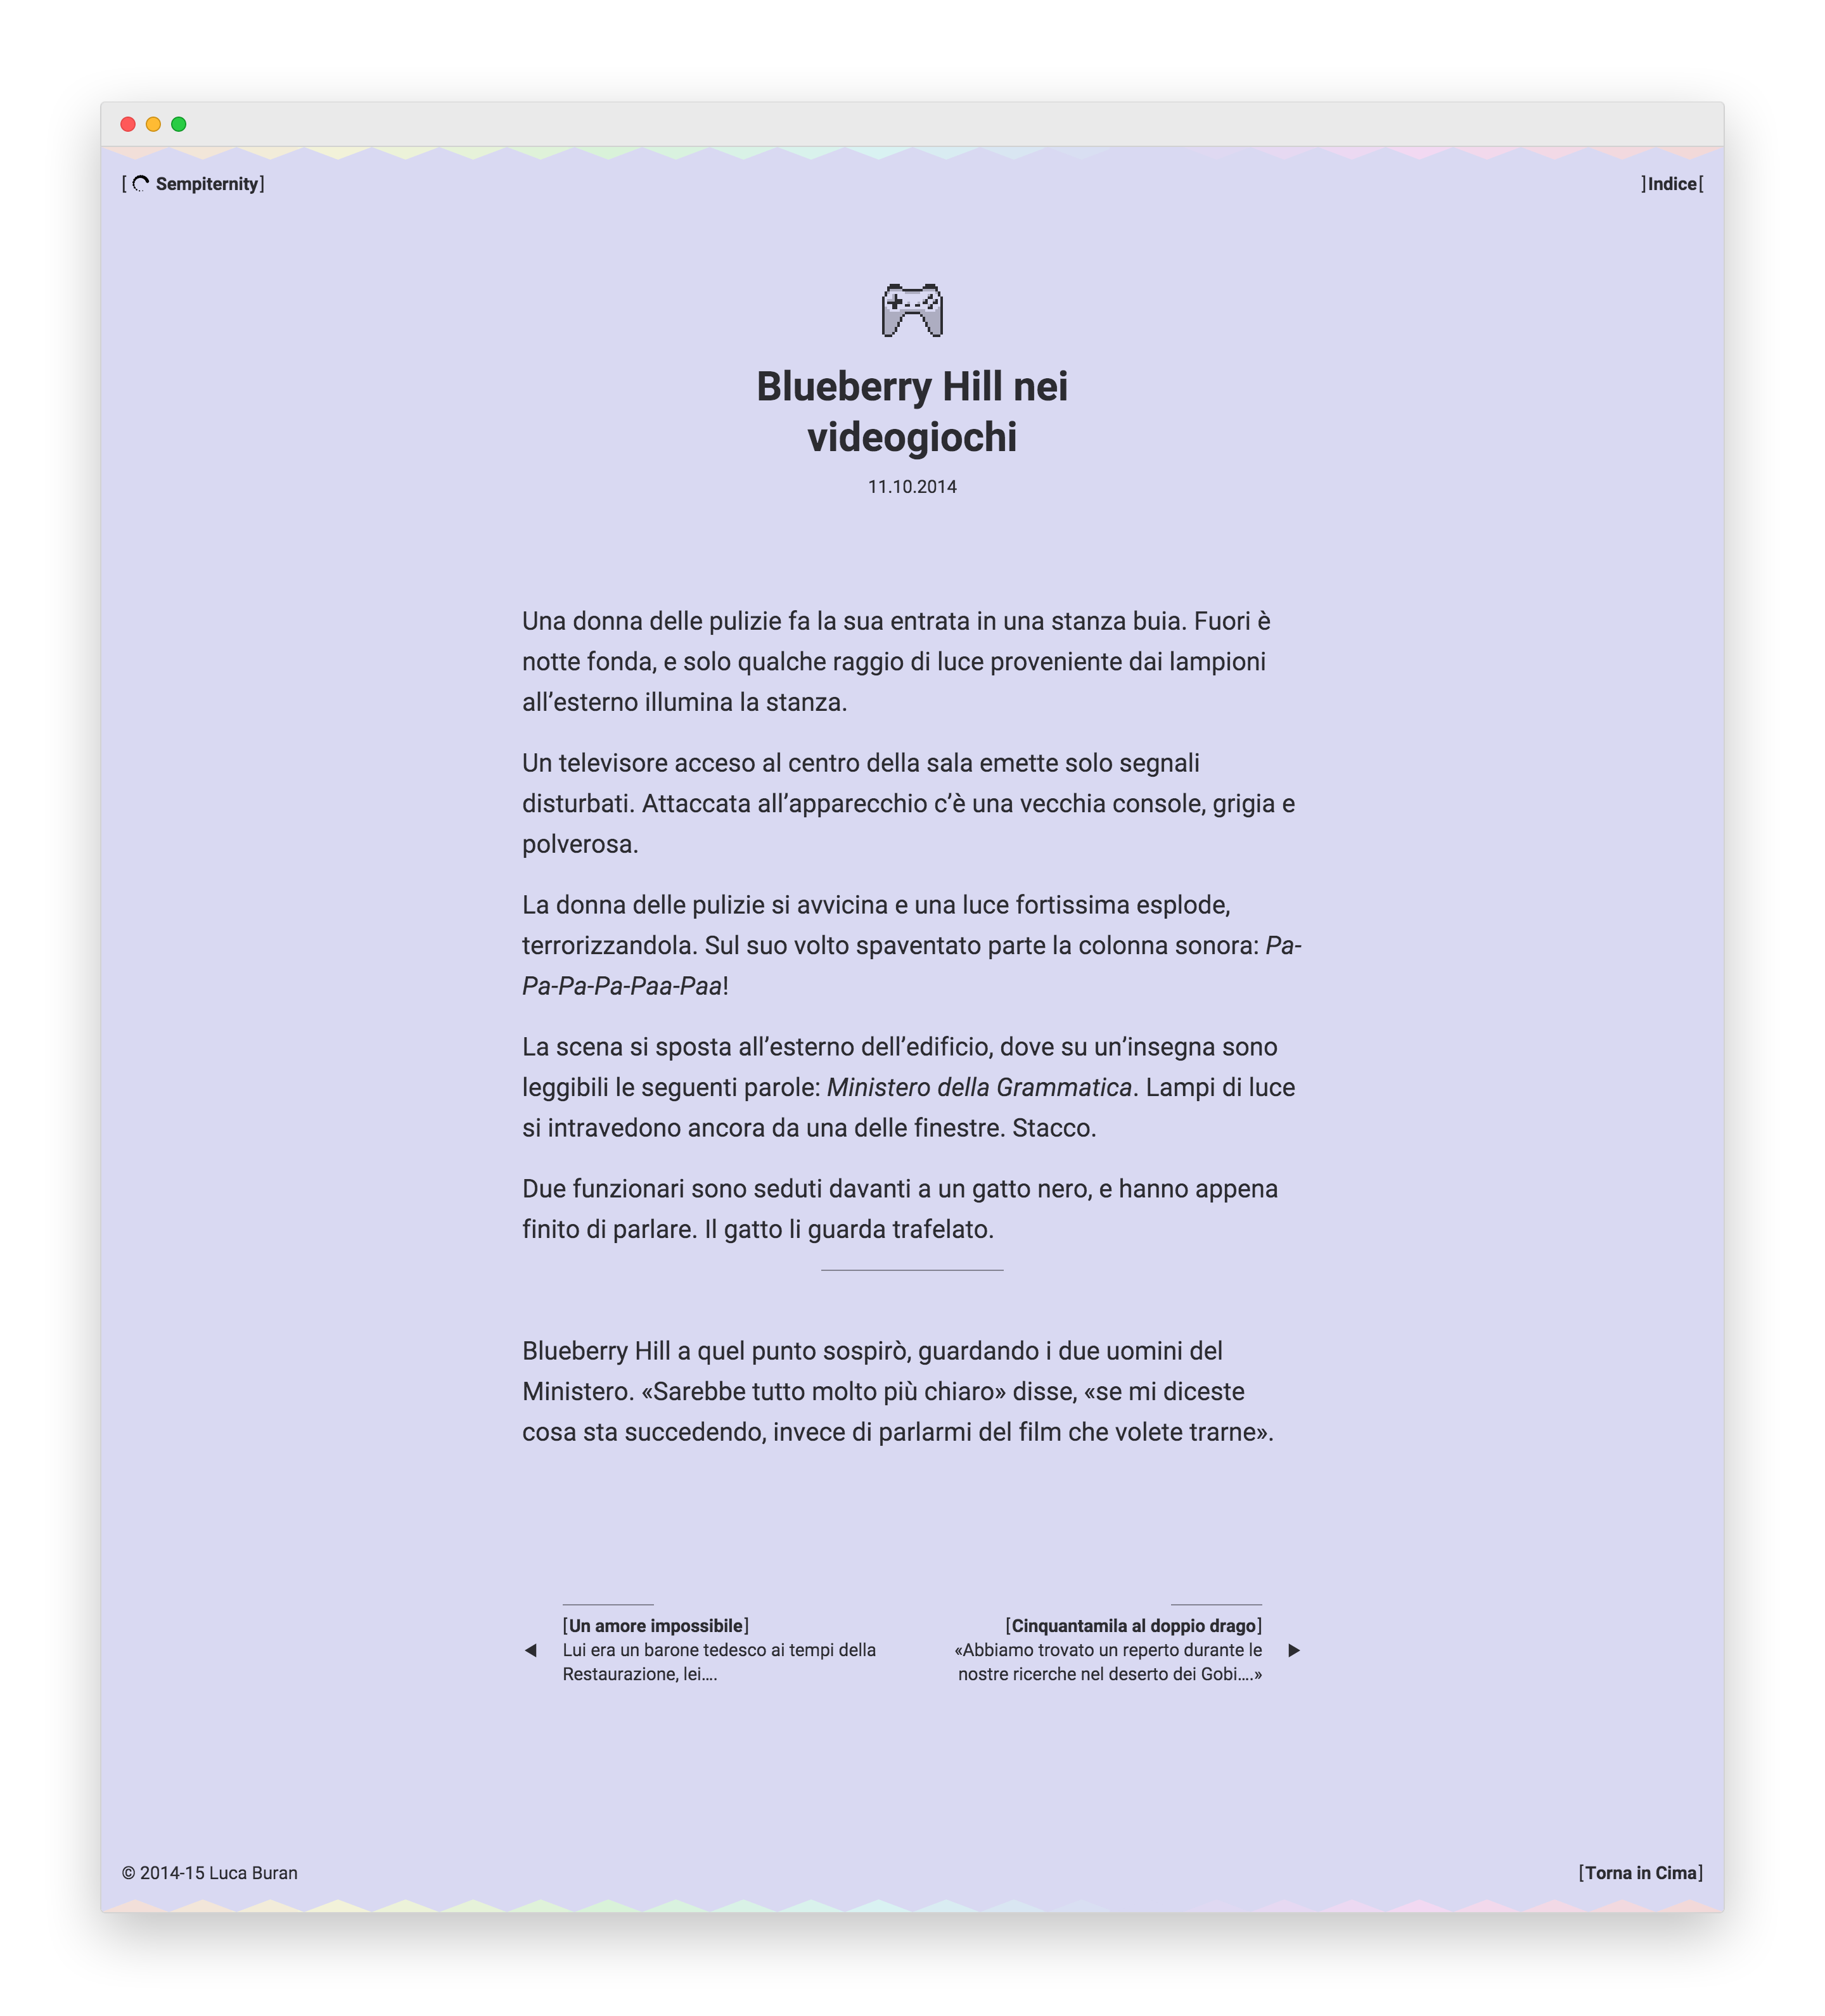 [ Sempiternity]
]Indice[
Blueberry Hill nei
videogiochi
11.10.2014
Una donna delle pulizie fa la sua entrata in una stanza buia. Fuori è
notte fonda, e solo qualche raggio di luce proveniente dai lampioni
all’esterno illumina la stanza.
Un televisore acceso al centro della sala emette solo segnali
disturbati. Attaccata all’apparecchio c’è una vecchia console, grigia e
polverosa.
La donna delle pulizie si avvicina e una luce fortissima esplode,
terrorizzandola. Sul suo volto spaventato parte la colonna sonora: Pa-
Pa-Pa-Pa-Paa-Paa!
La scena si sposta all’esterno dell’edificio, dove su un’insegna sono
leggibili le seguenti parole: Ministero della Grammatica. Lampi di luce
si intravedono ancora da una delle finestre. Stacco.
Due funzionari sono seduti davanti a un gatto nero, e hanno appena
finito di parlare. Il gatto li guarda trafelato.
Blueberry Hill a quel punto sospirò, guardando i due uomini del
Ministero. «Sarebbe tutto molto più chiaro» disse, «se mi diceste
cosa sta succedendo, invece di parlarmi del film che volete trarne».
[Un amore impossibile]
Lui era un barone tedesco ai tempi della
Restaurazione, lei....
[Cinquantamila al doppio drago]
«Abbiamo trovato un reperto durante le
nostre ricerche nel deserto dei Gobi....»
© 2014-15 Luca Buran
[Torna in Cima]